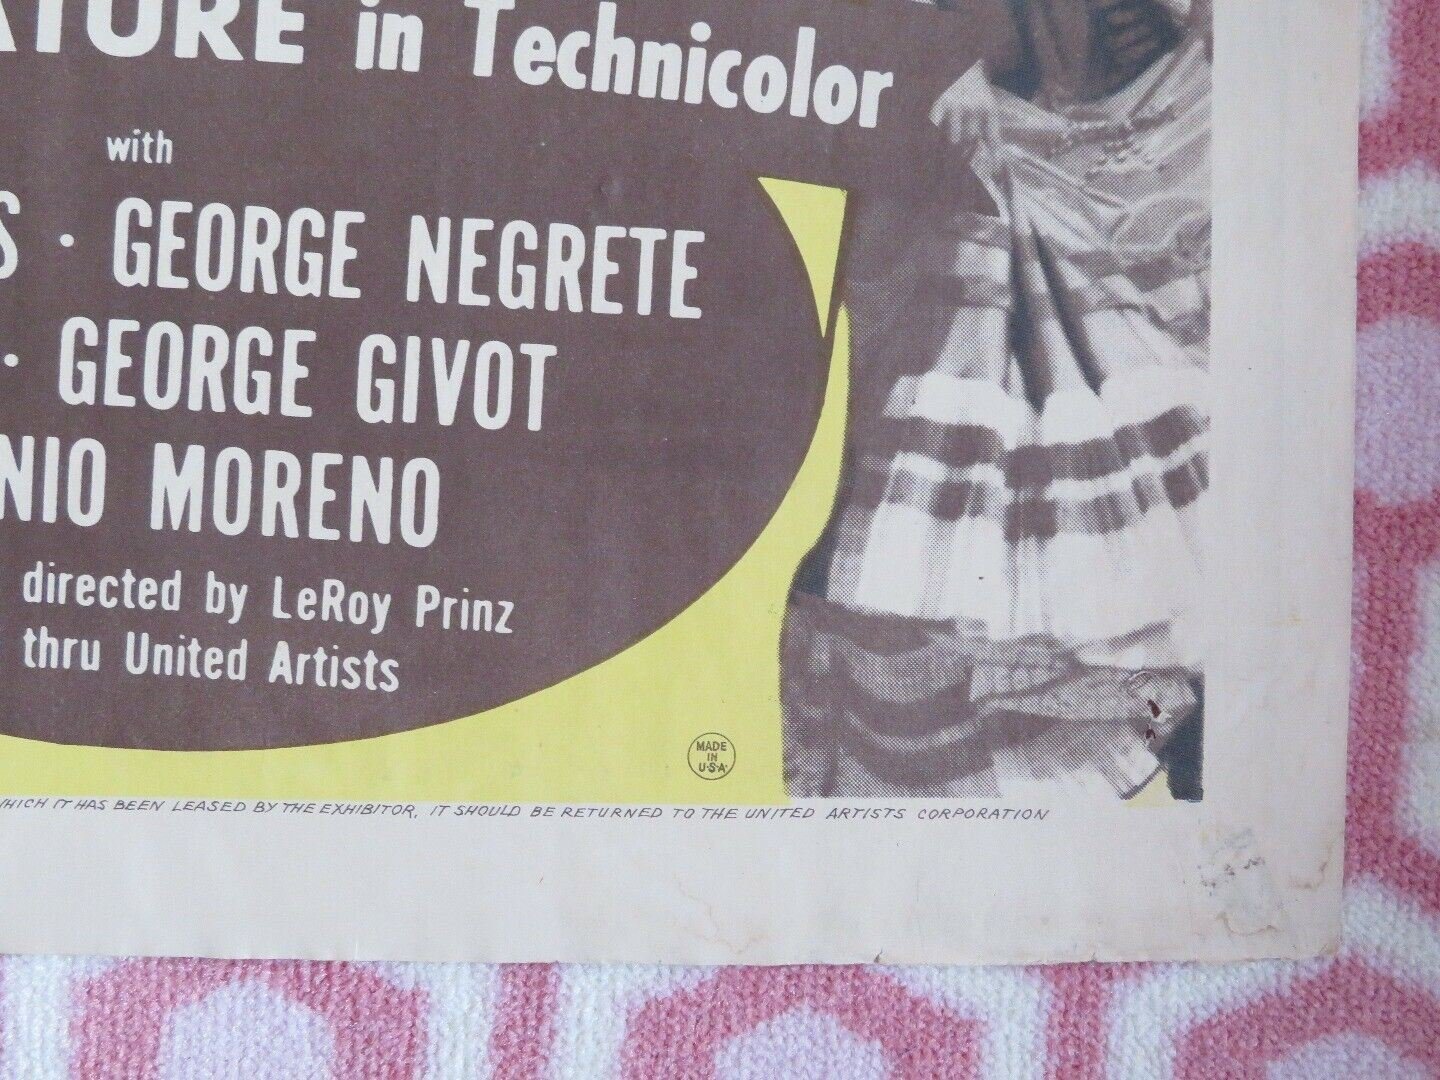 ATURE in Technicolor
with
S · GEORGE NEGRETE
· GEORGE GIVOT
NIO MORENO
directed by LeRoy Prinz
thru United Artists
MADE
IN
U·S·A·
WHICH IT HAS BEEN LEASED BY THE EXHIBITOR, IT SHOULD BE RETURNED TO THE UNITED ARTISTS CORPORATION